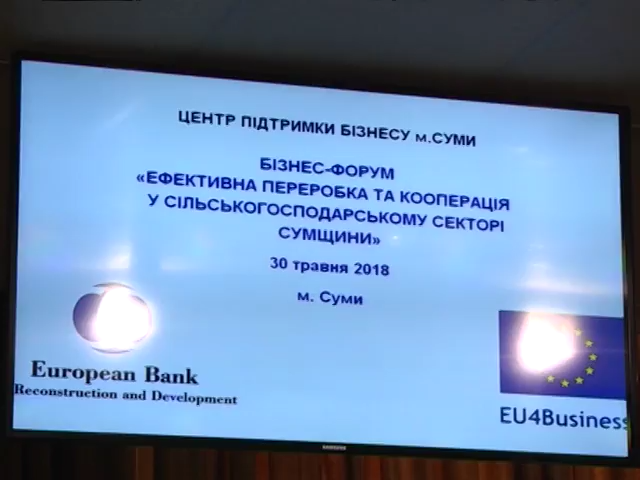 ЦЕНТР ПІДТРИМКИ БІЗНЕСУ м.СУМИ
БІЗНЕС-ФОРУМ
«ЕФЕКТИВНА ПЕРЕРОБКА ТА КООПЕРАЦІЯ
У СІЛЬСЬКОГОСПОДАРСЬКОМУ СЕКТОРІ
СУМЩИНИ»
30 травня 2018
м. Суми
European Bank
Reconstruction and Development
EU4Business
SAMSUNG